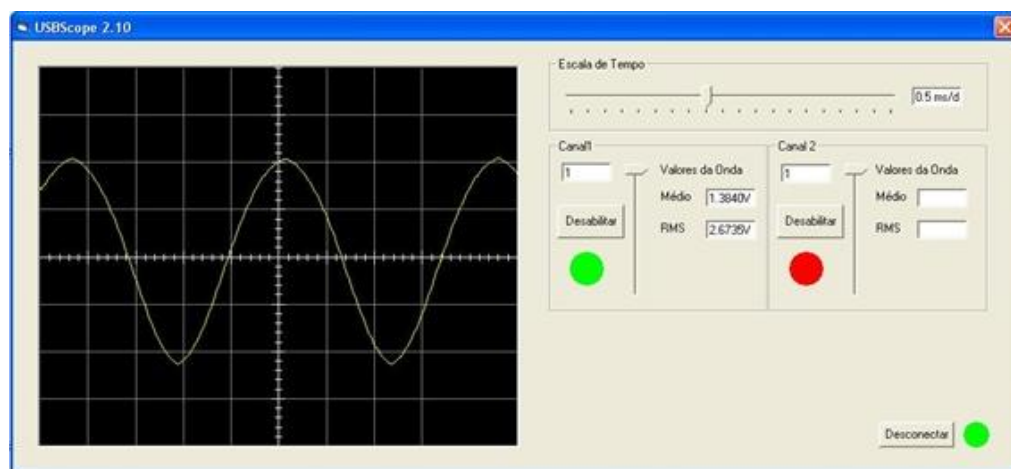 USBScope 2.10
Escala de Tempo
0.5 ms/d
Canal1
1
Valores da Onda
Médio 1.3840V
Desabilitar
RMS 2.6735V
Canal 2
1
Valores da Onda
Médio
Desabilitar
RMS
Desconectar